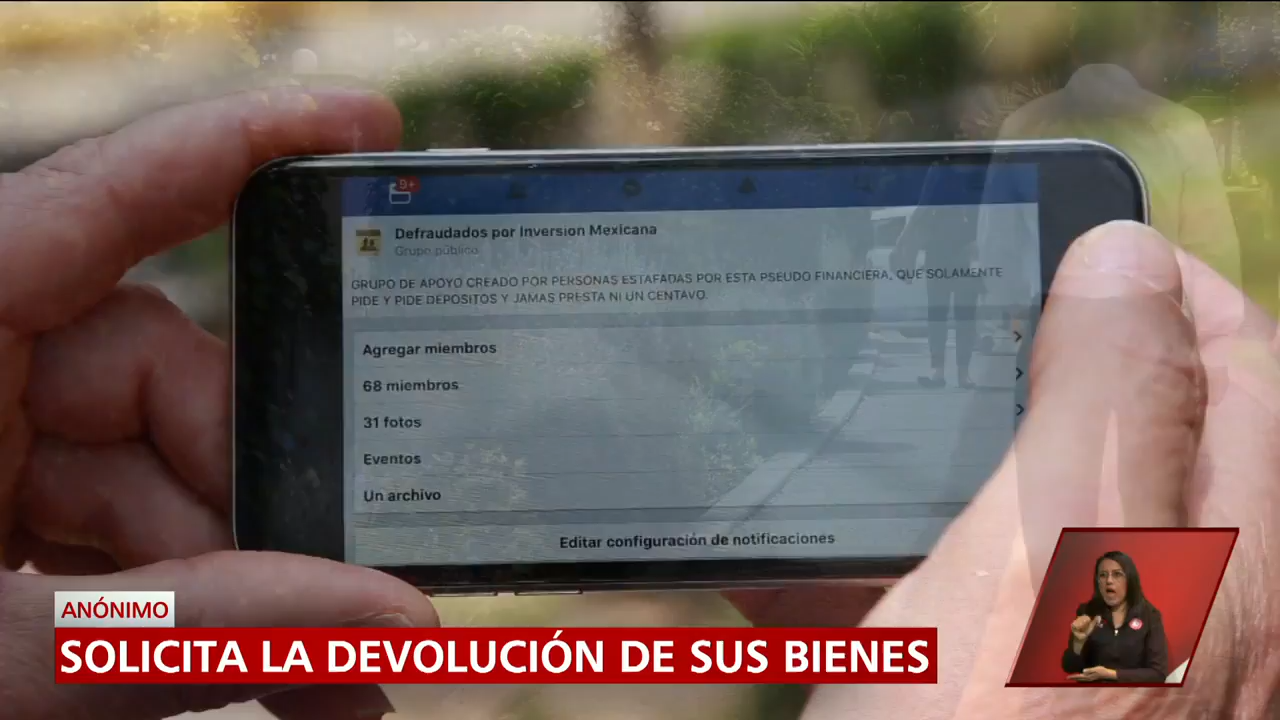 9+
Defraudados por Inversion Mexicana
Grupo público
GRUPO DE APOYO CREADO POR PERSONAS ESTAFADAS POR ESTA PSEUDO FINANCIERA, QUE SOLAMENTE
PIDE Y PIDE DEPOSITOS Y JAMAS PRESTA NI UN CENTAVO.
Agregar miembros
68 miembros
31 fotos
Eventos
Un archivo
Editar configuración de notificaciones
ANÓNIMO
SOLICITA LA DEVOLUCIÓN DE SUS BIENES